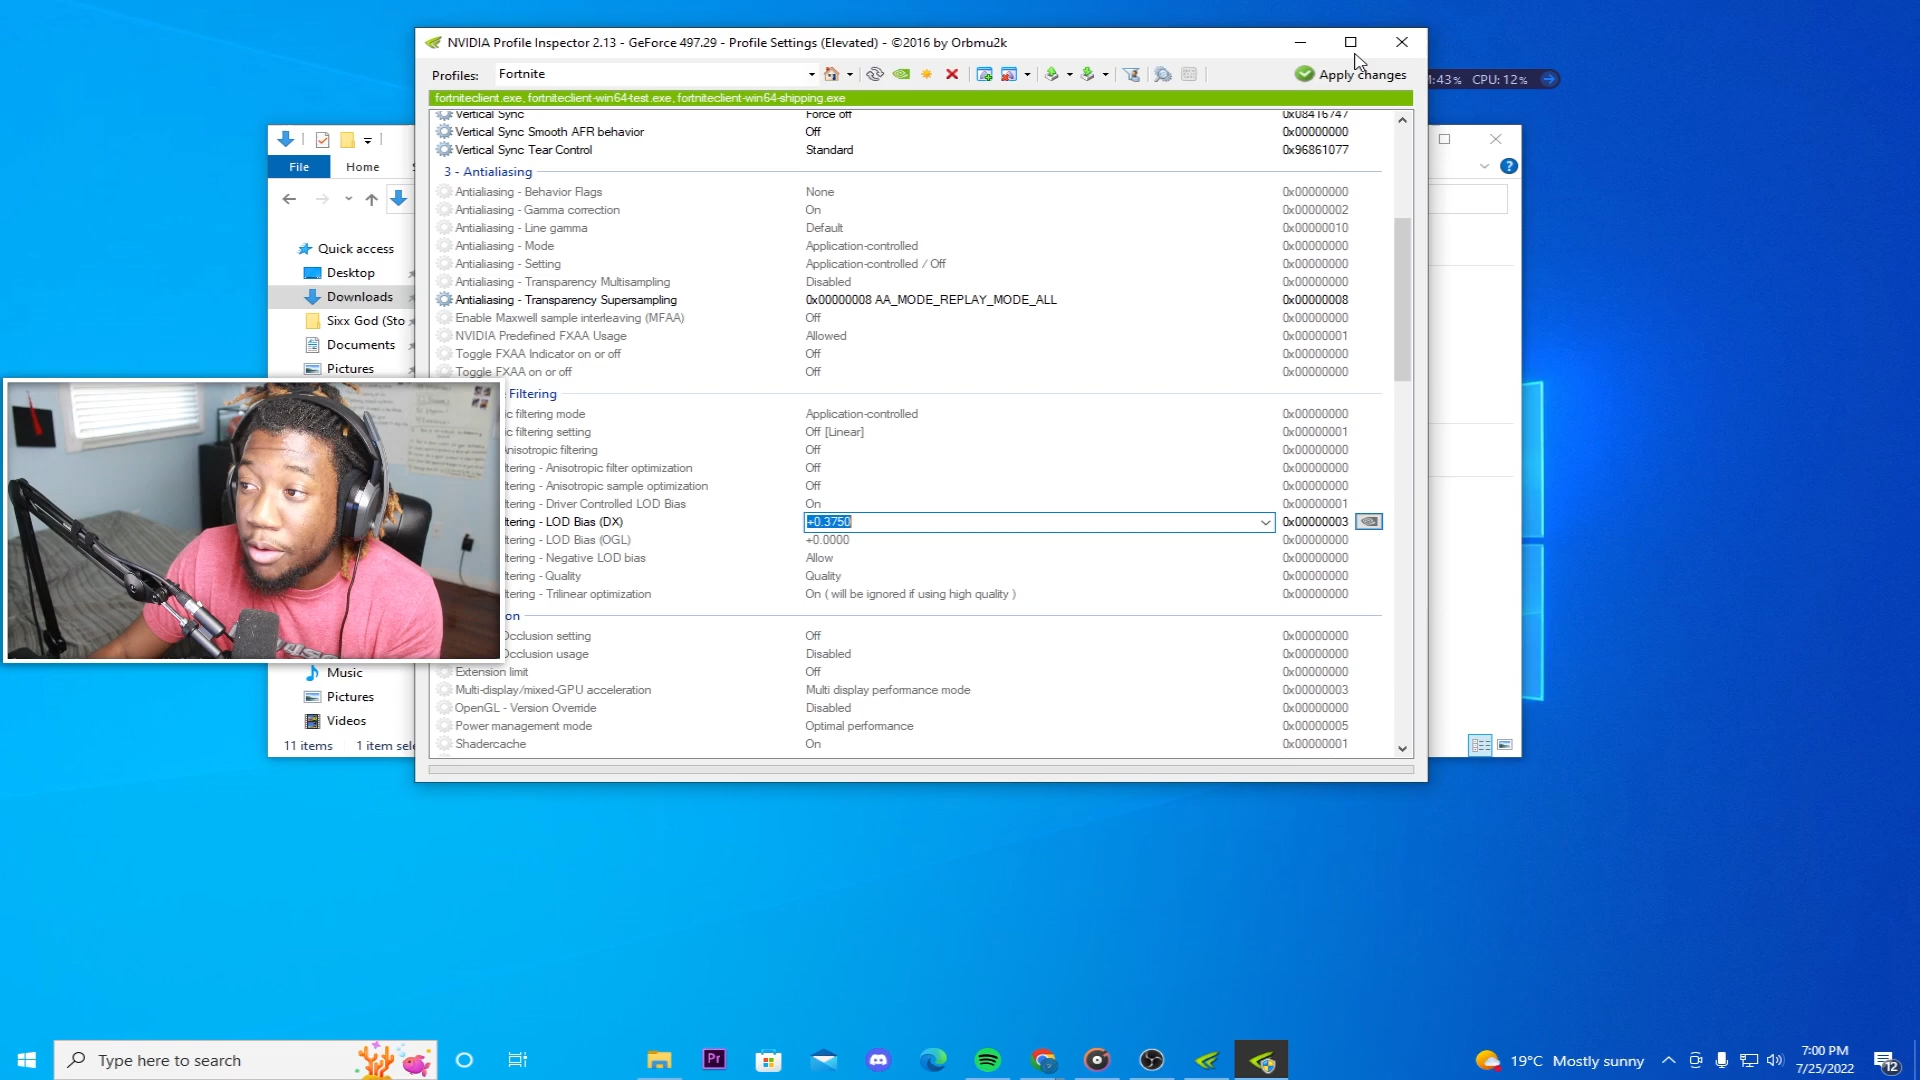 NVIDIA Profile Inspector 2.13 - GeForce 497.29 - Profile Settings (Elevated) - ©2016 by Orbmu2k
Profiles: Fortnite Apply changes
43% CPU: 12%
fortniteclient.exe, fortniteclient-win64-test.exe, fortniteclient-win64-shipping.exe
Vertical Sync Force off 0x08416747
Vertical Sync Smooth AFR behavior Off 0x00000000
Vertical Sync Tear Control Standard 0x96861077
3 - Antialiasing
Antialiasing - Behavior Flags None 0x00000000
Antialiasing - Gamma correction On 0x00000002
Antialiasing - Line gamma Default 0x00000010
Antialiasing - Mode Application-controlled 0x00000000
Antialiasing - Setting Application-controlled / Off 0x00000000
Antialiasing - Transparency Multisampling Disabled 0x00000000
Antialiasing - Transparency Supersampling 0x00000008 AA_MODE_REPLAY_MODE_ALL 0x00000008
Enable Maxwell sample interleaving (MFAA) Off 0x00000000
NVIDIA Predefined FXAA Usage Allowed 0x00000001
Toggle FXAA Indicator on or off Off 0x00000000
Toggle FXAA on or off Off 0x00000000
Filtering
ic filtering mode Application-controlled 0x00000000
ic filtering setting Off [Linear] 0x00000001
Anisotropic filtering Off 0x00000000
tering - Anisotropic filter optimization Off 0x00000000
tering - Anisotropic sample optimization Off 0x00000000
tering - Driver Controlled LOD Bias On 0x00000001
tering - LOD Bias (DX) +0.3750 0x00000003
tering - LOD Bias (OGL) +0.0000 0x00000000
tering - Negative LOD bias Allow 0x00000000
tering - Quality Quality 0x00000000
tering - Trilinear optimization On ( will be ignored if using high quality ) 0x00000000
on
Occlusion setting Off 0x00000000
Occlusion usage Disabled 0x00000000
Extension limit Off 0x00000000
Multi-display/mixed-GPU acceleration Multi display performance mode 0x00000003
OpenGL - Version Override Disabled 0x00000000
Power management mode Optimal performance 0x00000005
Shadercache On 0x00000001
File Home
Quick access
Desktop
Downloads
Sixx God (Sto
Documents
Pictures
Music
Pictures
Videos
11 items 1 item sel
Type here to search
Pr
19°C Mostly sunny
7:00 PM
7/25/2022
12